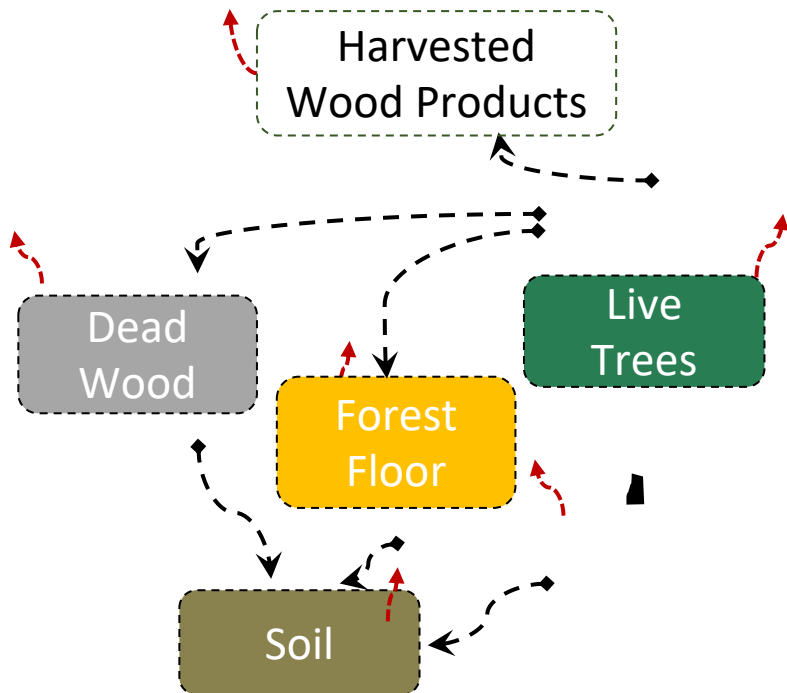 Harvested
Wood Products
Live
Trees
Dead
Wood
Forest
Floor
Soil